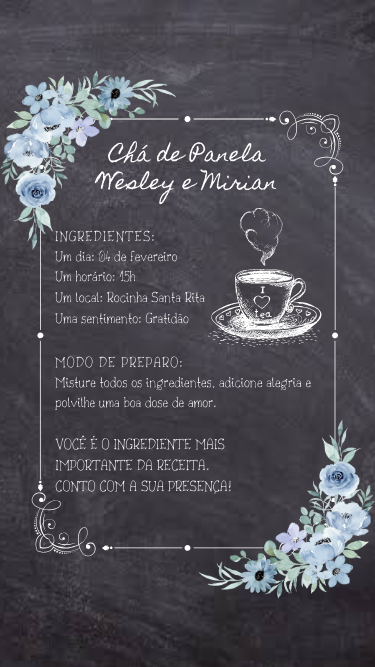 Chá de Panela
Wesley e Mirian
INGREDIENTES:
Um dia: 04 de fevereiro
Um horário: 15h
Um local: Rocinha Santa Rita
Uma sentimento: Gratidão
I
tea
MODO DE PREPARO:
Misture todos os ingredientes, adicione alegria e
polvilhe uma boa dose de amor.
VOCÊ É O INGREDIENTE MAIS
IMPORTANTE DA RECEITA.
CONTO COM A SUA PRESENÇA!